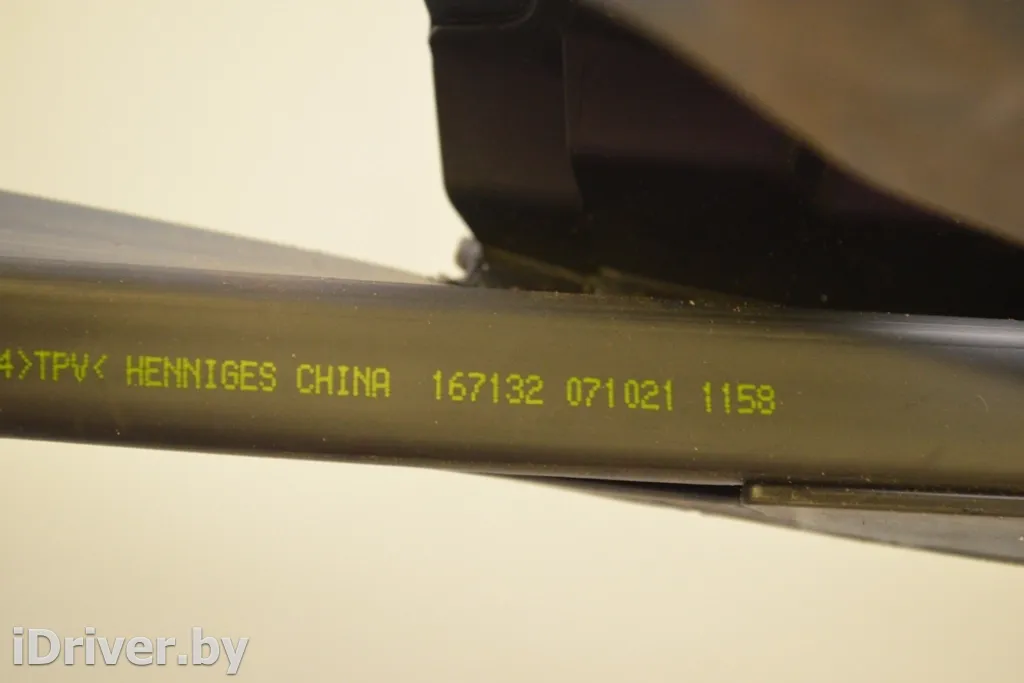 4>TPV< HENNIGES CHINA 167132 071021 1158
iDriver.by